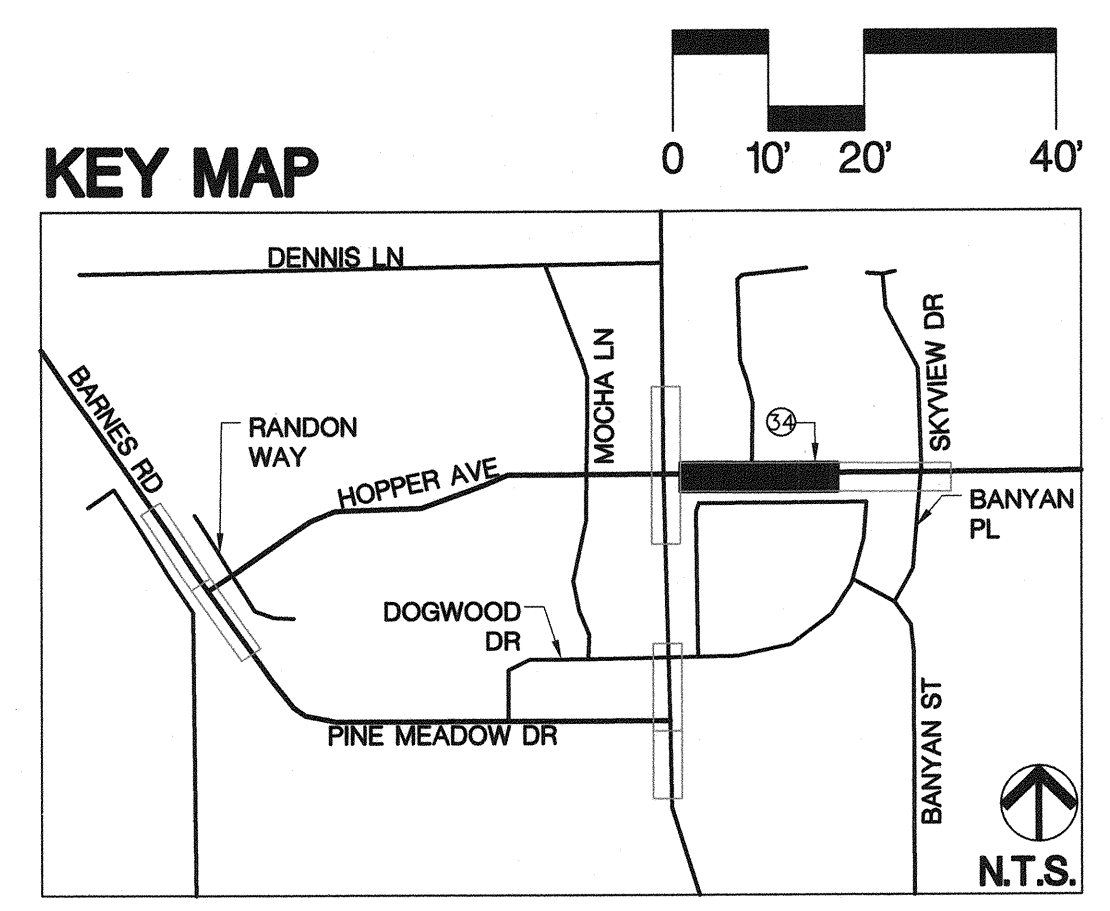 0 10' 20' 40'
KEY MAP
DENNIS LN
BARNES RD
RANDON
WAY
HOPPER AVE
MOCHA LN
34
SKYVIEW DR
BANYAN
PL
DOGWOOD
DR
PINE MEADOW DR
BANYAN ST
N.T.S.